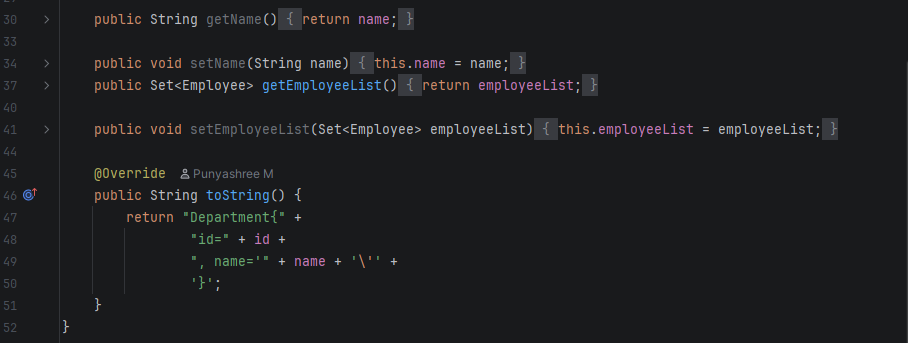 30 public String getName() { return name; }
33
34 public void setName(String name) { this.name = name; }
37 public Set<Employee> getEmployeeList() { return employeeList; }
40
41 public void setEmployeeList(Set<Employee> employeeList) { this.employeeList = employeeList; }
44
45 @Override Punyashree M
46 public String toString() {
47 return "Department{" +
48 "id=" + id +
49 ", name='" + name + '\'' +
50 '}';
51 }
52 }